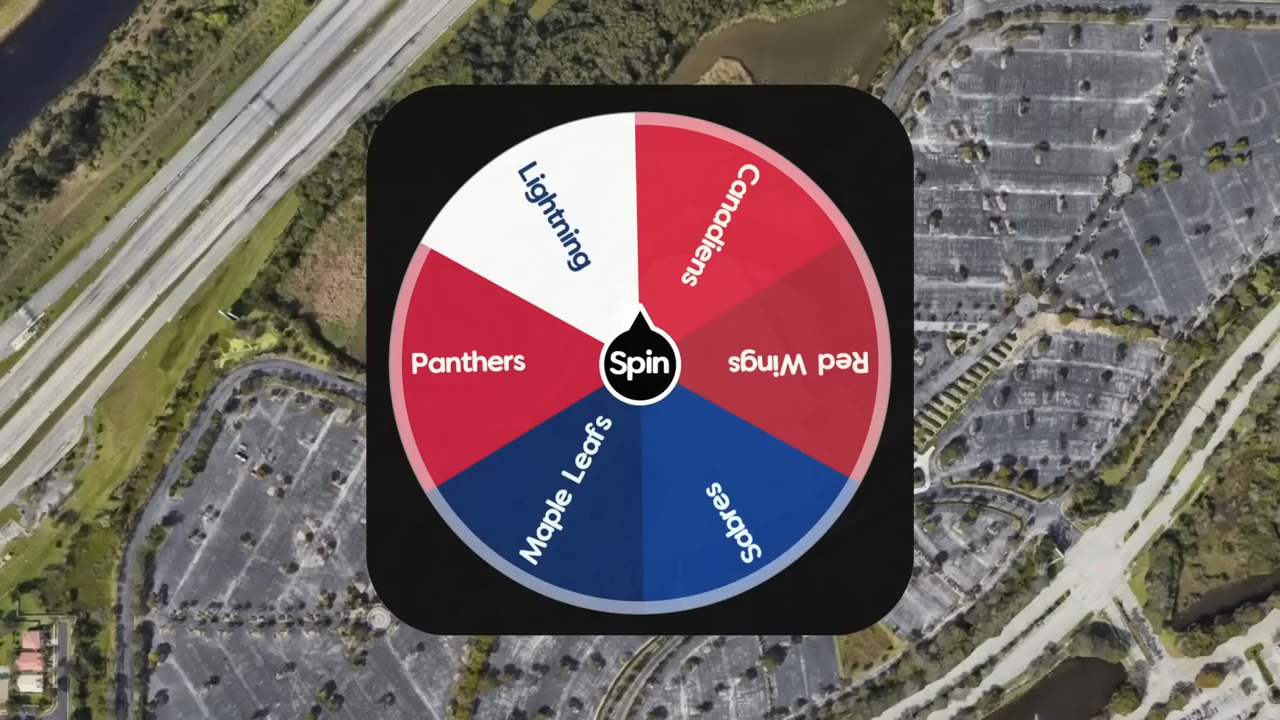 Lightning
Canadiens
Panthers
Spin
Red Wings
Maple Leafs
Sabres